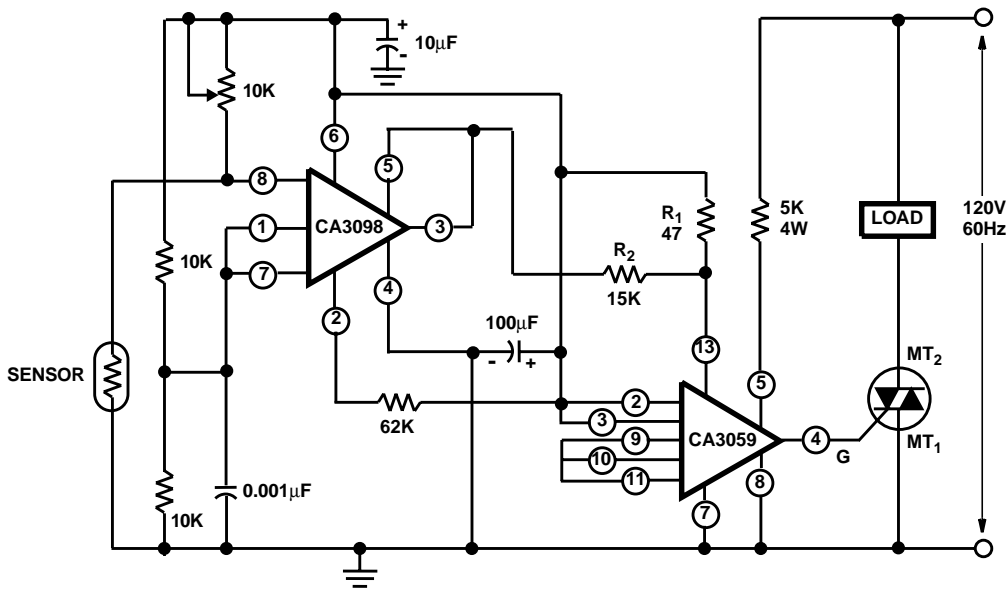 +
10µF
-
10K
6
5
8
CA3098
3
1
7
4
2
10K
R1
47
R2
15K
5K
4W
LOAD
120V
60Hz
100µF
-
+
13
SENSOR
62K
5
MT2
2
3
9
CA3059
4
G
MT1
10
11
8
7
10K
0.001µF